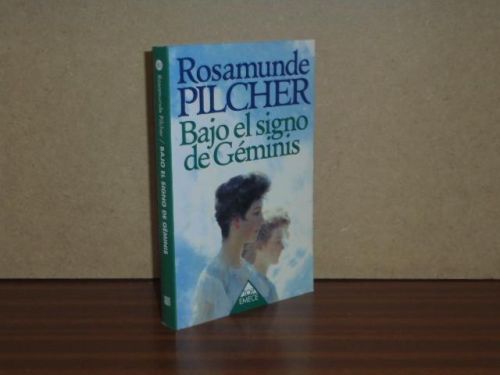 Rosamunde
PILCHER
Bajo el signo
de Géminis
EMECÉ
Rosamunde Pilcher / BAJO EL SIGNO DE GÉMINIS